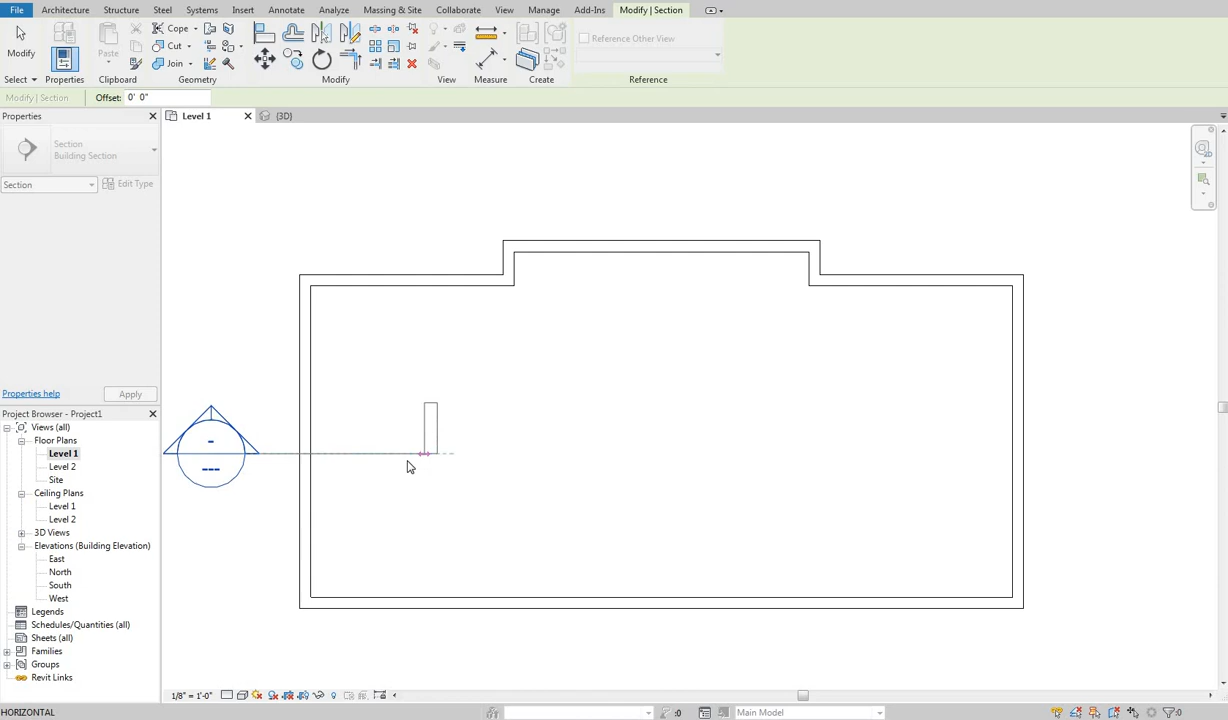 File Architecture Structure Steel Systems Insert Annotate Analyze Massing & Site Collaborate View Manage Add-Ins Modify | Section
Modify
Paste
Cope
Cut
Join
Reference Other View
Select Properties Clipboard Geometry Modify View Measure Create Reference
Modify | Section Offset: 0' 0"
Properties
Level 1
{3D}
Section
Building Section
Section
Edit Type
2D
Properties help
Apply
Project Browser - Project1
Views (all)
Floor Plans
Level 1
Level 2
Site
Ceiling Plans
Level 1
Level 2
3D Views
Elevations (Building Elevation)
East
North
South
West
Legends
Schedules/Quantities (all)
Sheets (all)
Families
Groups
Revit Links
-
---
1/8" = 1'-0"
HORIZONTAL
:0
Main Model
:0